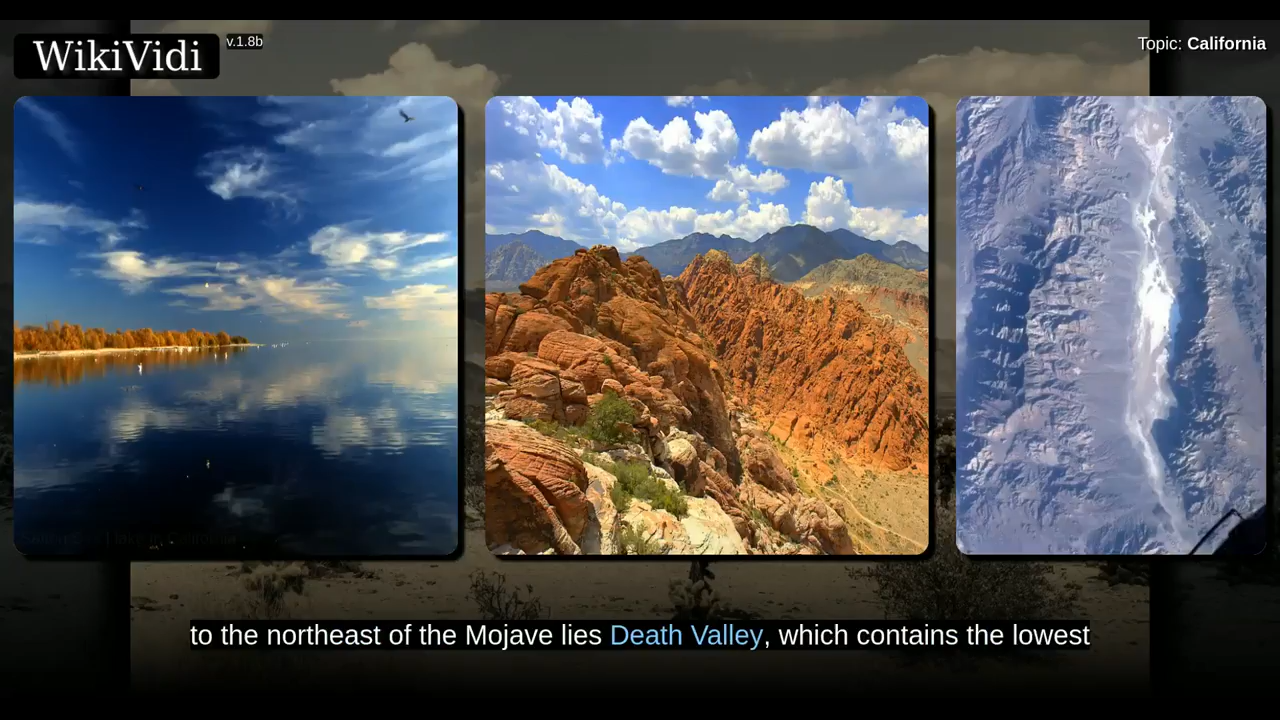 WikiVidi
v.1.8b
Topic: California
to the northeast of the Mojave lies Death Valley, which contains the lowest